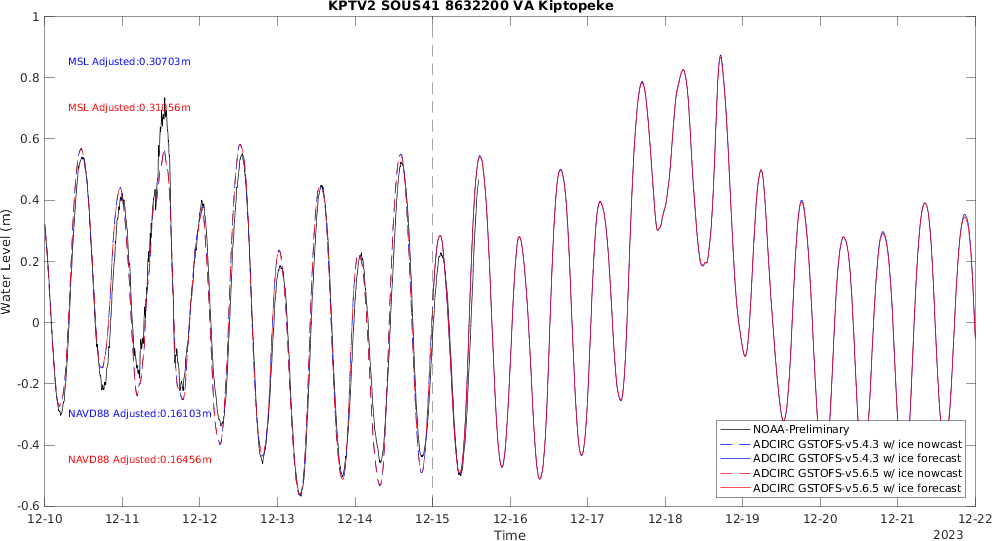 KPTV2 SOUS41 8632200 VA Kiptopeke
1
0.8
0.6
0.4
0.2
0
-0.2
-0.4
-0.6
Water Level (m)
MSL Adjusted:0.30703m
MSL Adjusted:0.31056m
NAVD88 Adjusted:0.16103m
NAVD88 Adjusted:0.16456m
NOAA-Preliminary
ADCIRC GSTOFS-v5.4.3 w/ ice nowcast
ADCIRC GSTOFS-v5.4.3 w/ ice forecast
ADCIRC GSTOFS-v5.6.5 w/ ice nowcast
ADCIRC GSTOFS-v5.6.5 w/ ice forecast
12-10 12-11 12-12 12-13 12-14 12-15 12-16 12-17 12-18 12-19 12-20 12-21 12-22
Time
2023